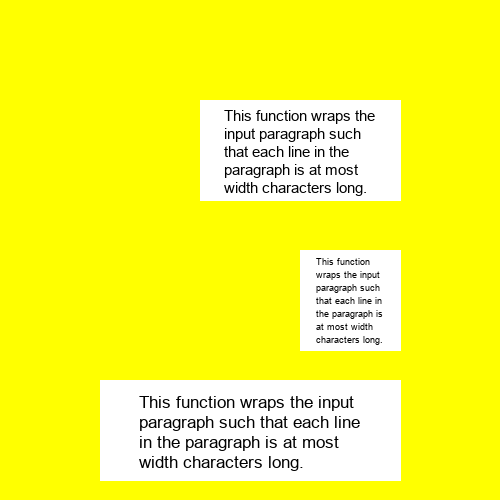 This function wraps the
input paragraph such
that each line in the
paragraph is at most
width characters long.
This function
wraps the input
paragraph such
that each line in
the paragraph is
at most width
characters long.
This function wraps the input
paragraph such that each line
in the paragraph is at most
width characters long.